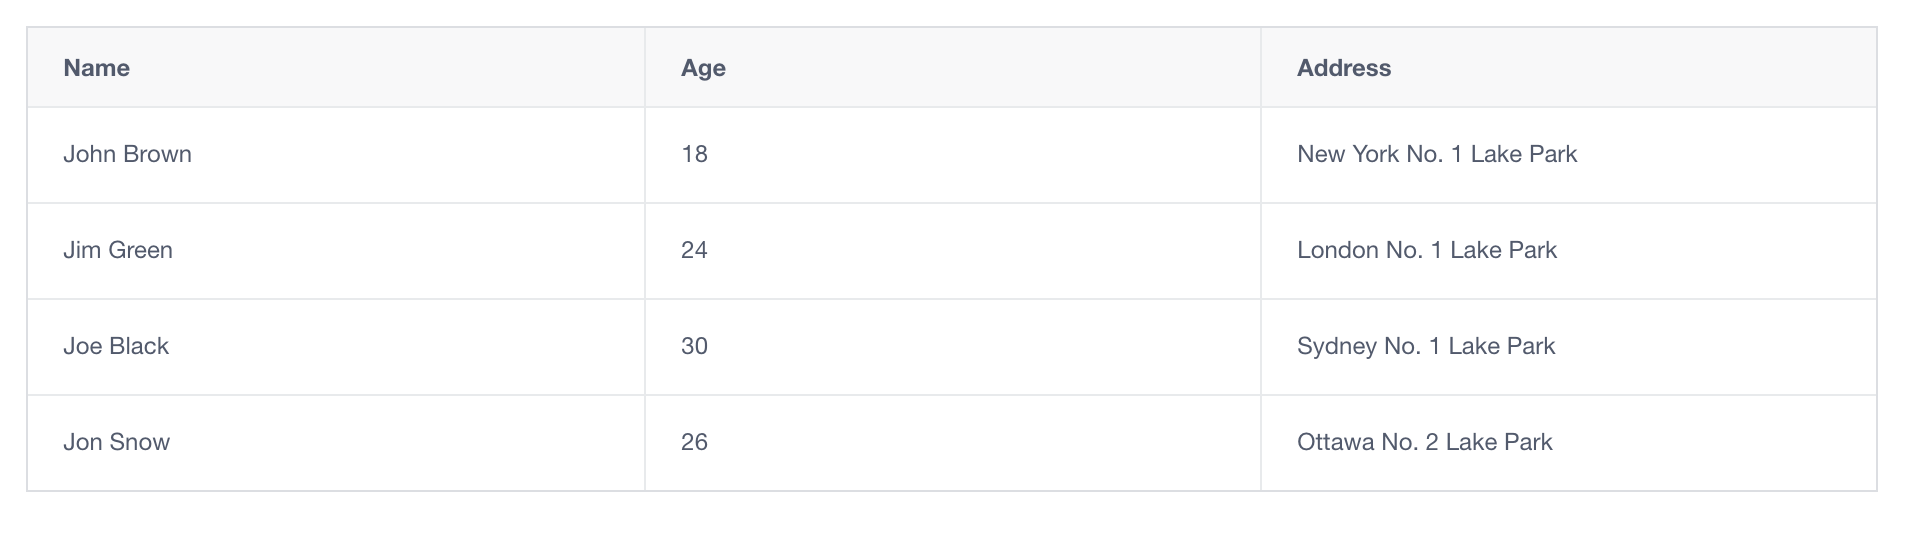 Name Age Address
John Brown 18 New York No. 1 Lake Park
Jim Green 24 London No. 1 Lake Park
Joe Black 30 Sydney No. 1 Lake Park
Jon Snow 26 Ottawa No. 2 Lake Park